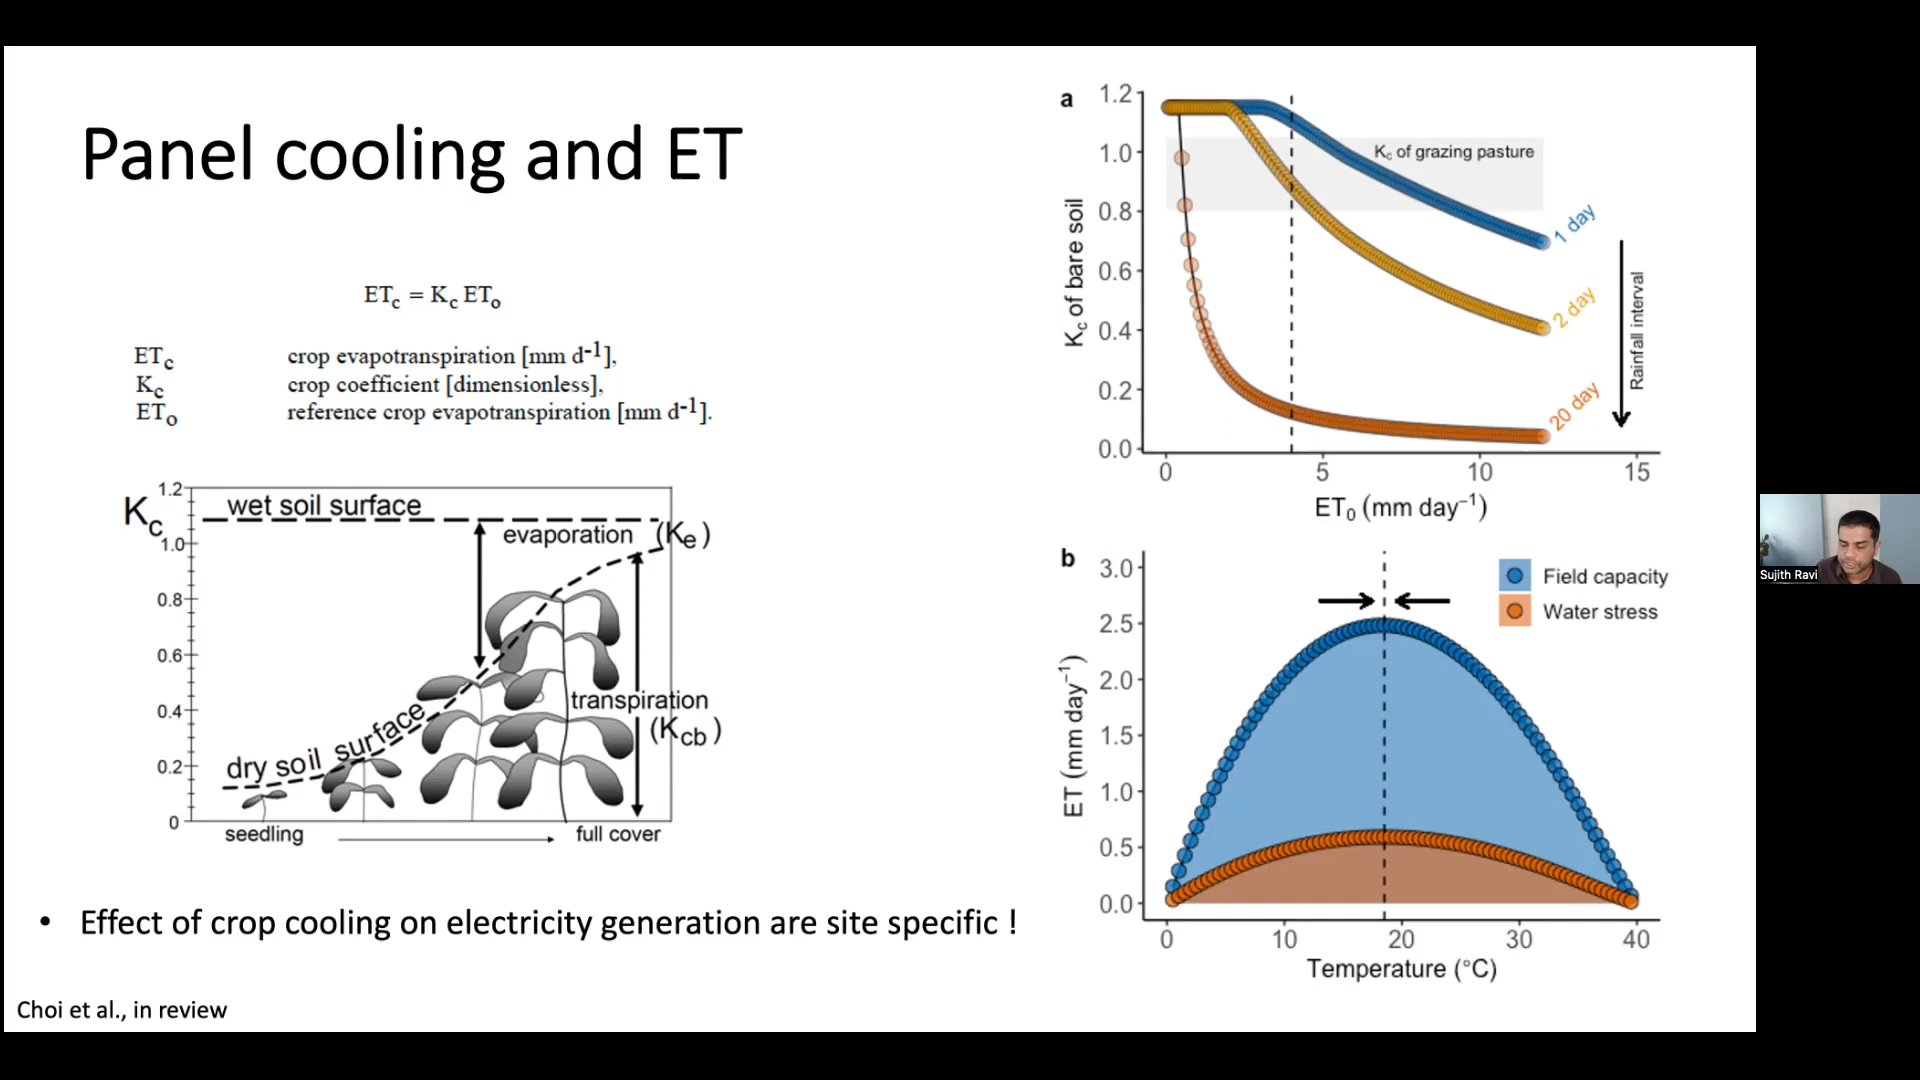 Panel cooling and ET
ETc = Kc ETo
ETc crop evapotranspiration [mm d-1],
Kc crop coefficient [dimensionless],
ETo reference crop evapotranspiration [mm d-1].
Kc
1.2
1.0
0.8
0.6
0.4
0.2
0
wet soil surface
evaporation (Ke)
transpiration
(Kcb)
dry soil surface
seedling
full cover
• Effect of crop cooling on electricity generation are site specific !
Choi et al., in review
a
Kc of bare soil
1.2
1.0
0.8
0.6
0.4
0.2
0.0
Kc of grazing pasture
1 day
2 day
20 day
Rainfall interval
0 5 10 15
ET0 (mm day−1)
b
ET (mm day−1)
3.0
2.5
2.0
1.5
1.0
0.5
0.0
Field capacity
Water stress
0 10 20 30 40
Temperature (°C)
Sujith Ravi